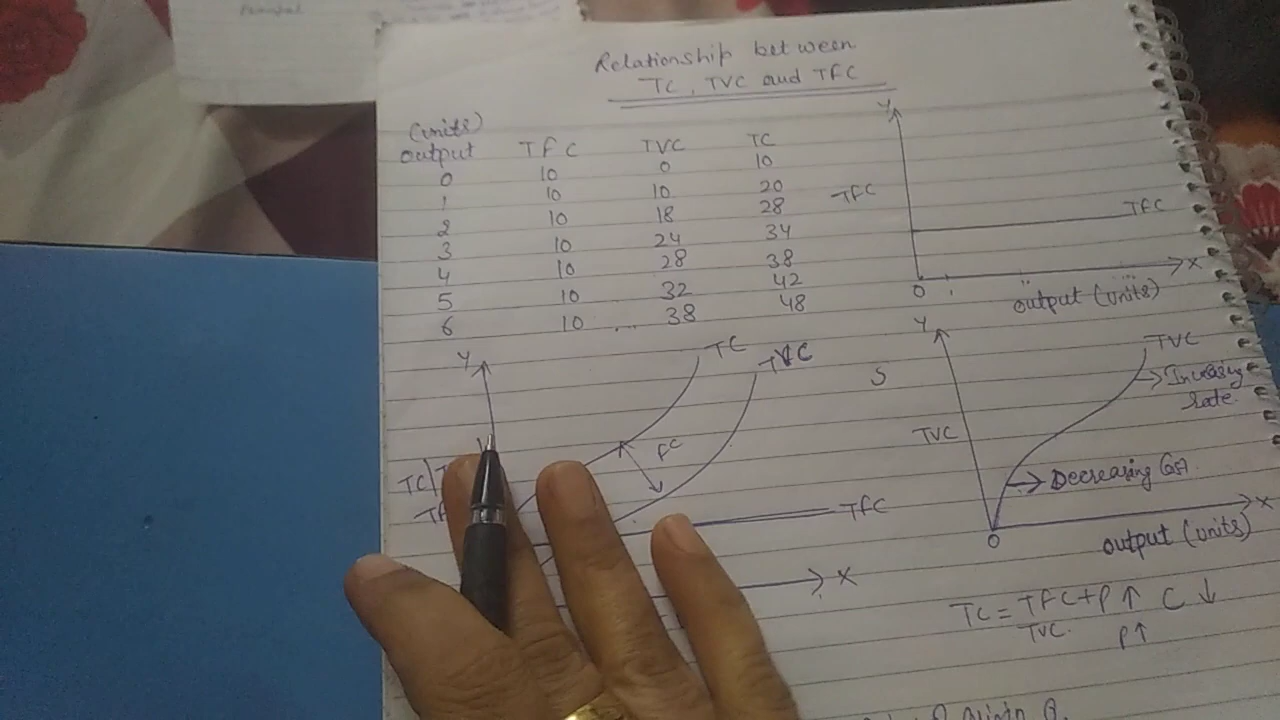 Relationship between
TC, TVC and TFC
(units)
output TFC TVC TC
0 10 0 10
1 10 10 20
2 10 18 28
3 10 24 34
4 10 28 38
5 10 32 42
6 10 .... 38 48
Y
TFC
TFC
O
X
output (units)
Y
TC
TVC
FC
TC|
TFC
X
S
Y
TVC
TVC
Increasing
rate
Decreasing Cost
O
X
output (units)
TC = TFC+P↑ C↓
TVC. P↑